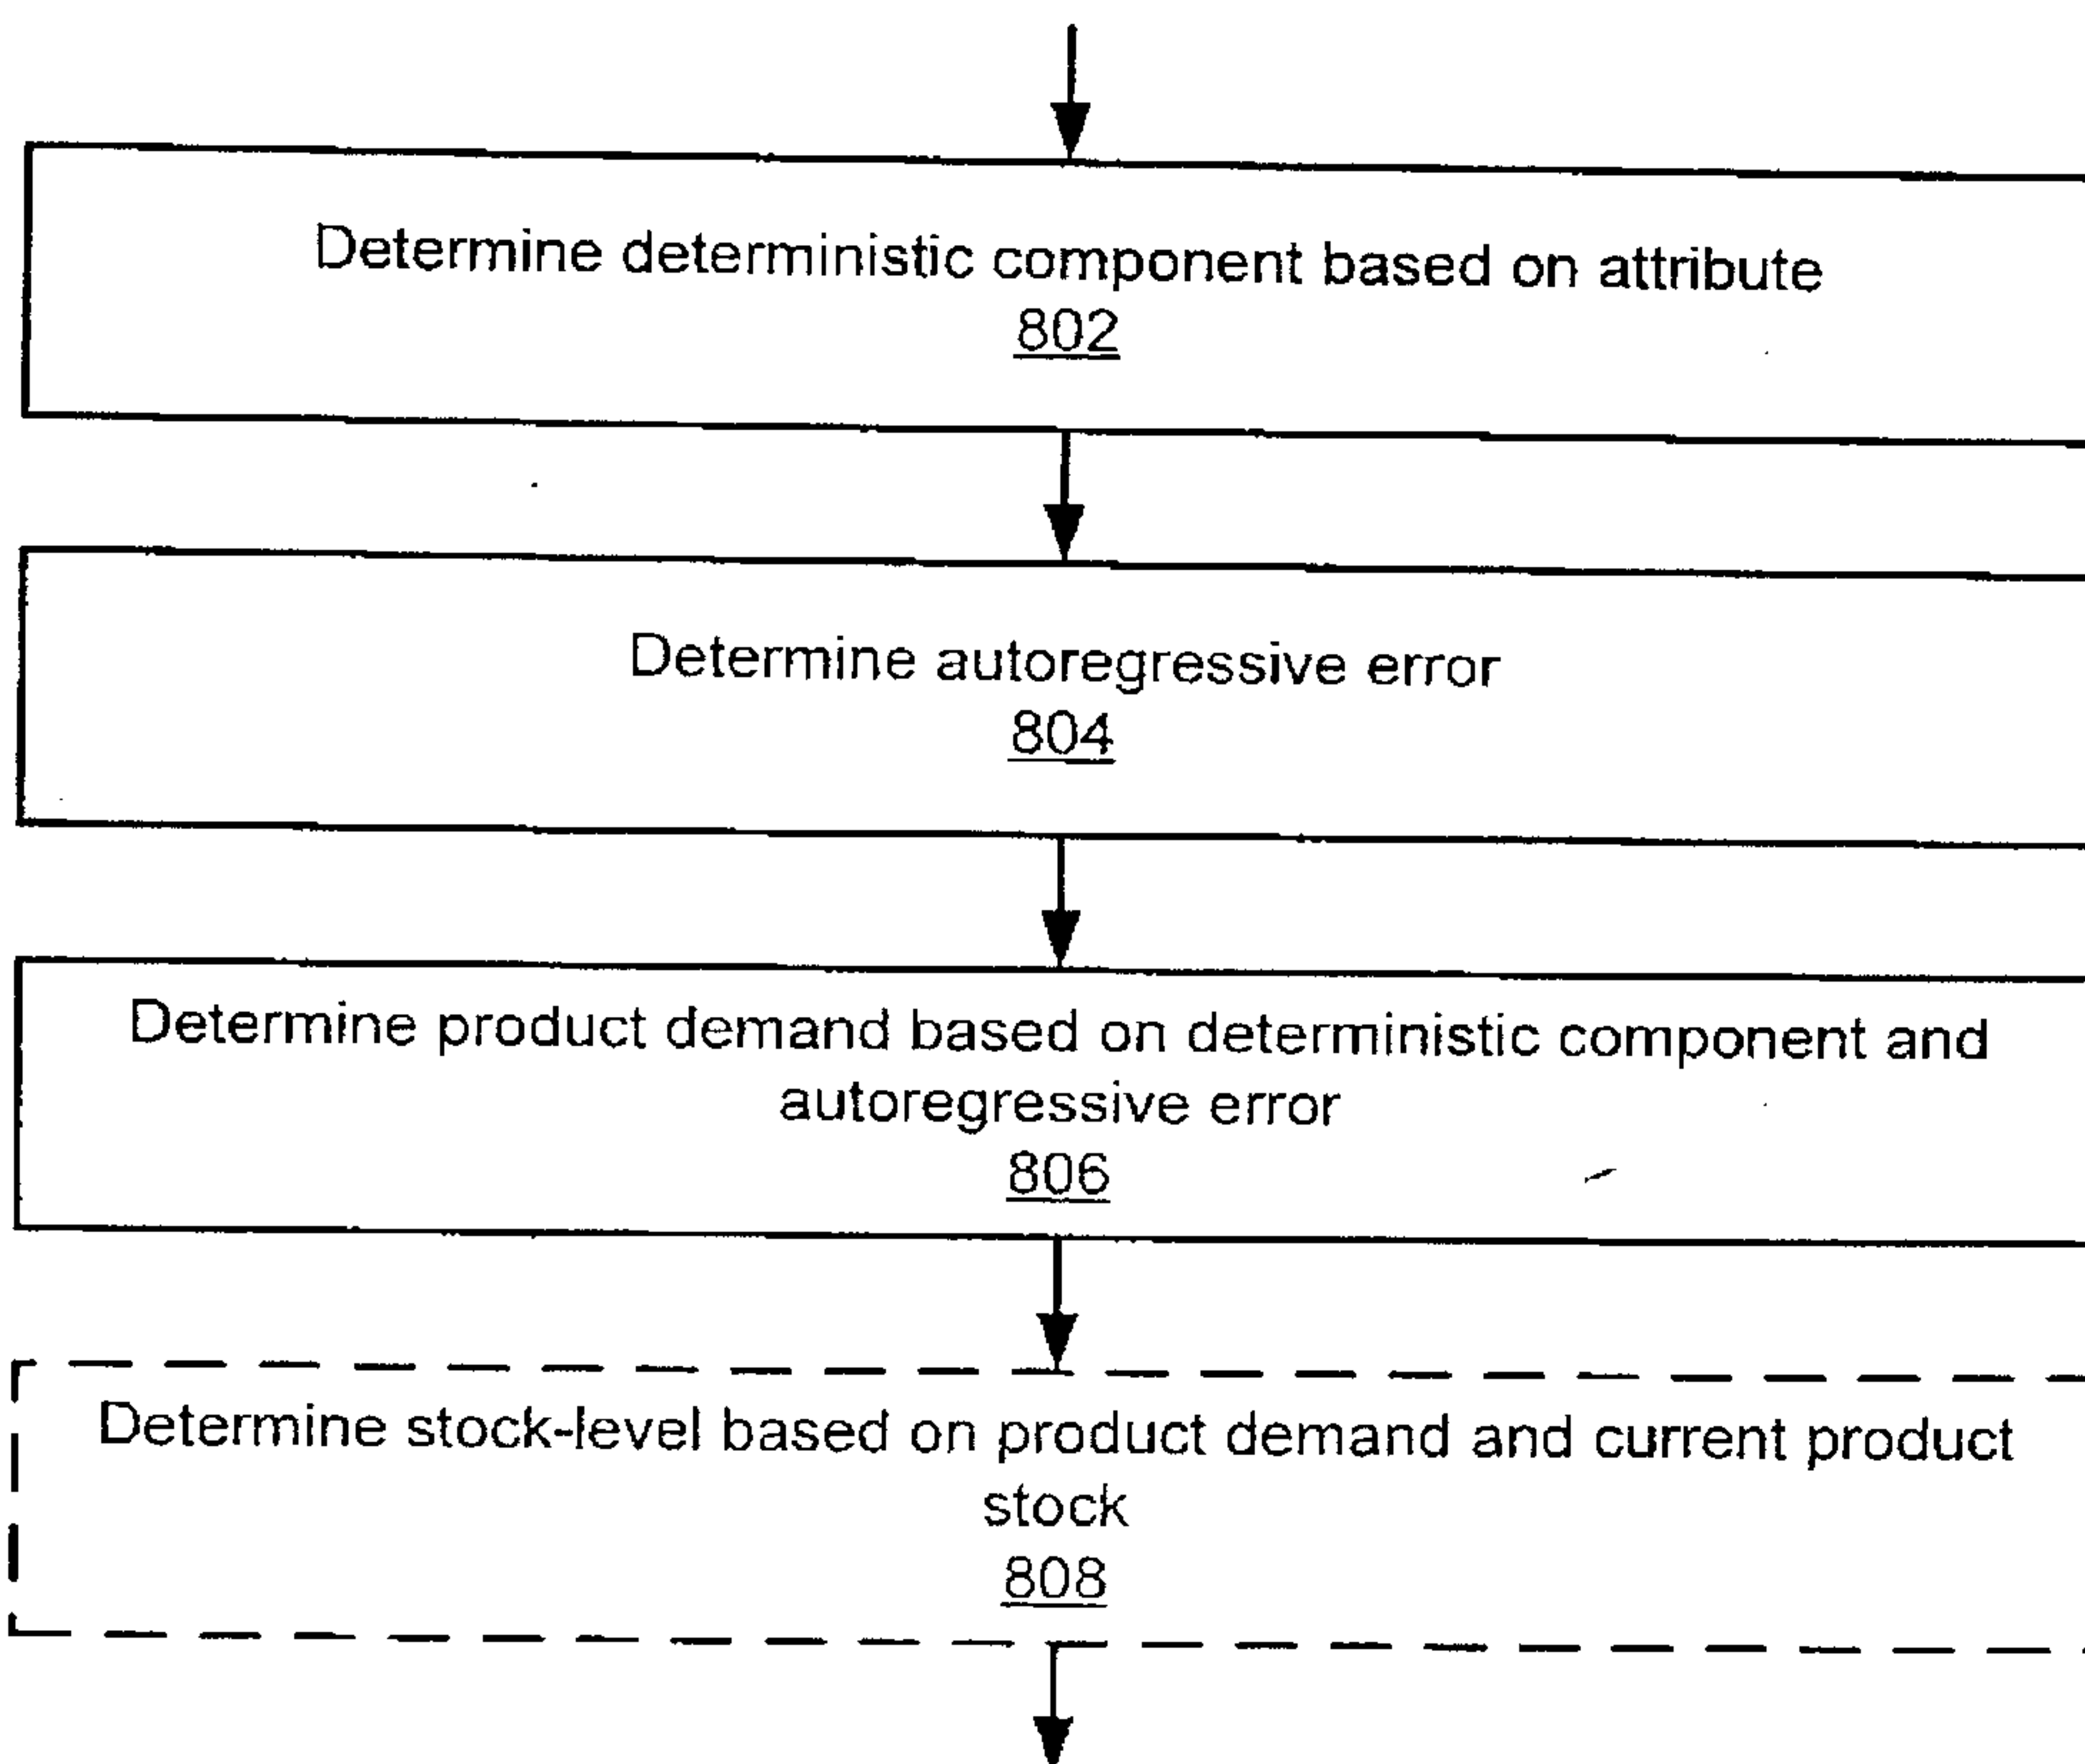 Determine deterministic component based on attribute
802
Determine autoregressive error
804
Determine product demand based on deterministic component and
autoregressive error
806
Determine stock-level based on product demand and current product
stock
808